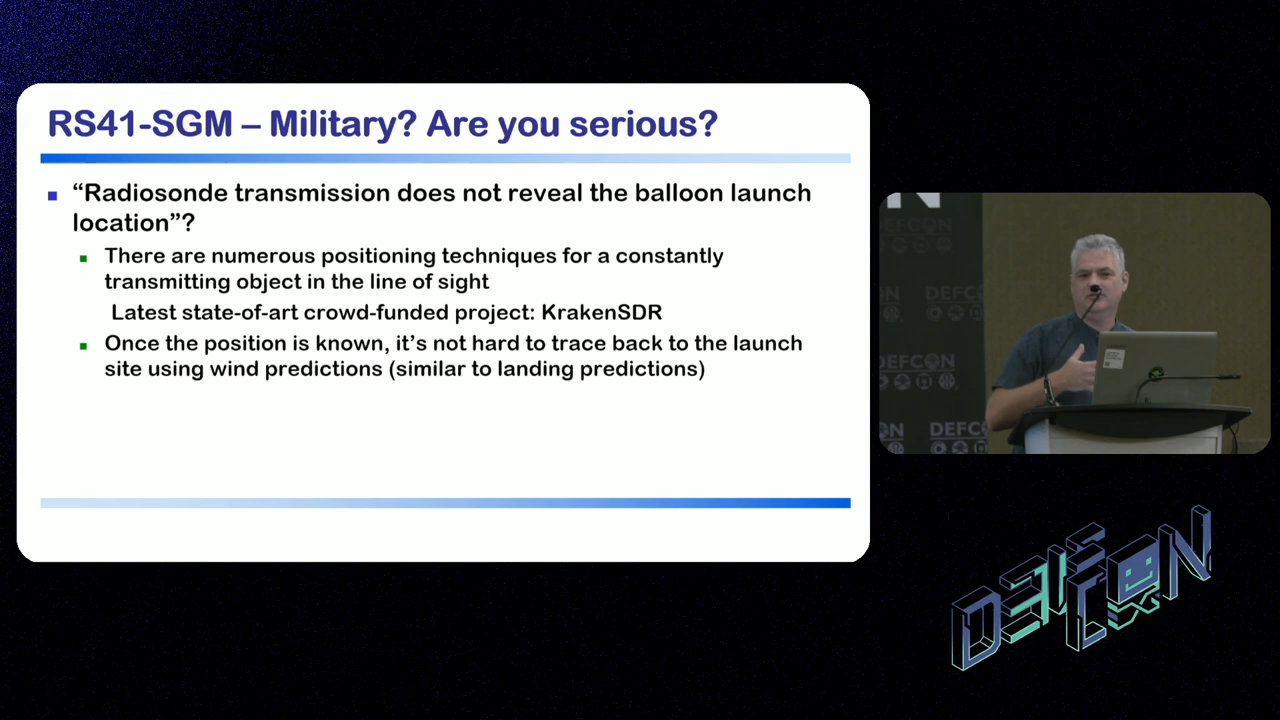 RS41-SGM – Military? Are you serious?
“Radiosonde transmission does not reveal the balloon launch
location”?
There are numerous positioning techniques for a constantly
transmitting object in the line of sight
Latest state-of-art crowd-funded project: KrakenSDR
Once the position is known, it’s not hard to trace back to the launch
site using wind predictions (similar to landing predictions)
DEFCON
DEFC
DEFCON
DEFC
DEFCON